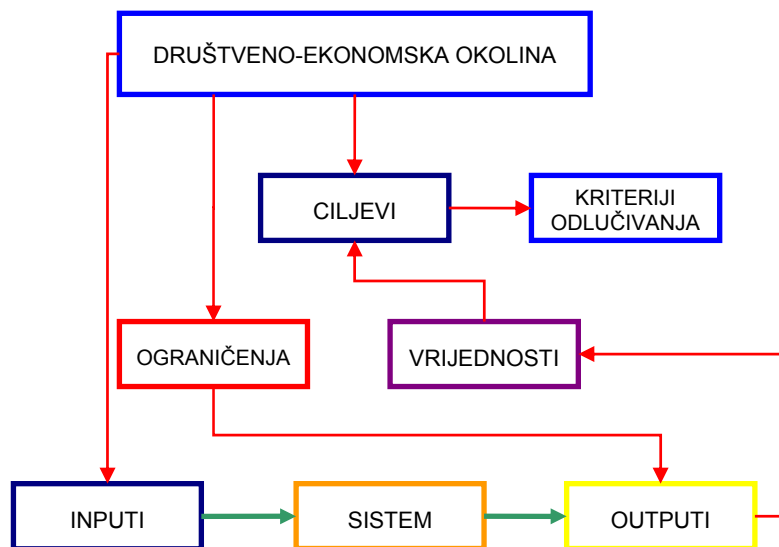 DRUŠTVENO-EKONOMSKA OKOLINA
CILJEVI
KRITERIJI
ODLUČIVANJA
OGRANIČENJA
VRIJEDNOSTI
INPUTI
SISTEM
OUTPUTI